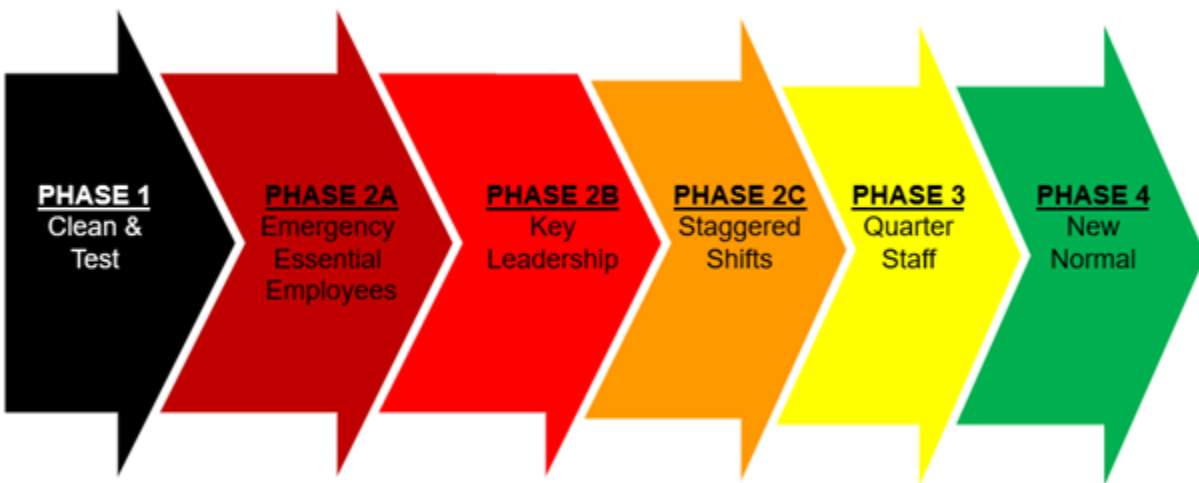 PHASE 1
Clean &
Test
PHASE 2A
Emergency
Essential
Employees
PHASE 2B
Key
Leadership
PHASE 2C
Staggered
Shifts
PHASE 3
Quarter
Staff
PHASE 4
New
Normal